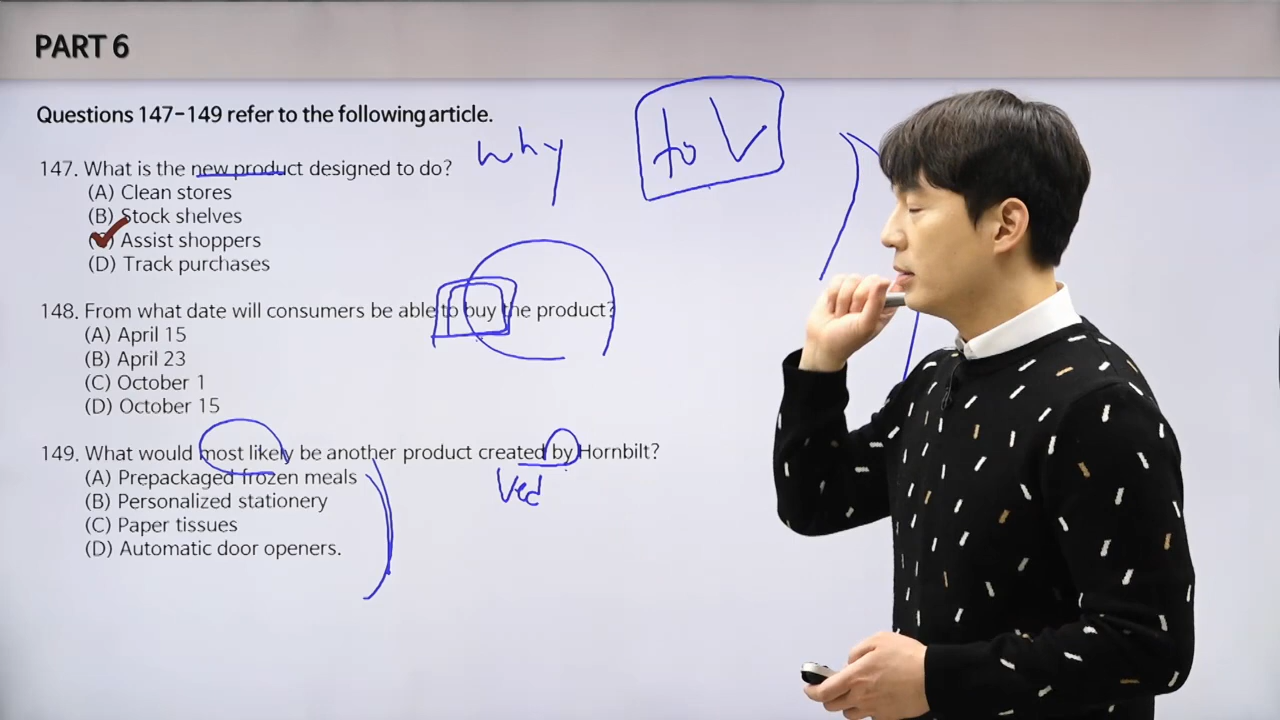 PART 6
Questions 147-149 refer to the following article.
why
to V
147. What is the new product designed to do?
(A) Clean stores
(B) Stock shelves
(C) Assist shoppers
(D) Track purchases
148. From what date will consumers be able to buy the product?
(A) April 15
(B) April 23
(C) October 1
(D) October 15
149. What would most likely be another product created by Hornbilt?
Ved
(A) Prepackaged frozen meals
(B) Personalized stationery
(C) Paper tissues
(D) Automatic door openers.